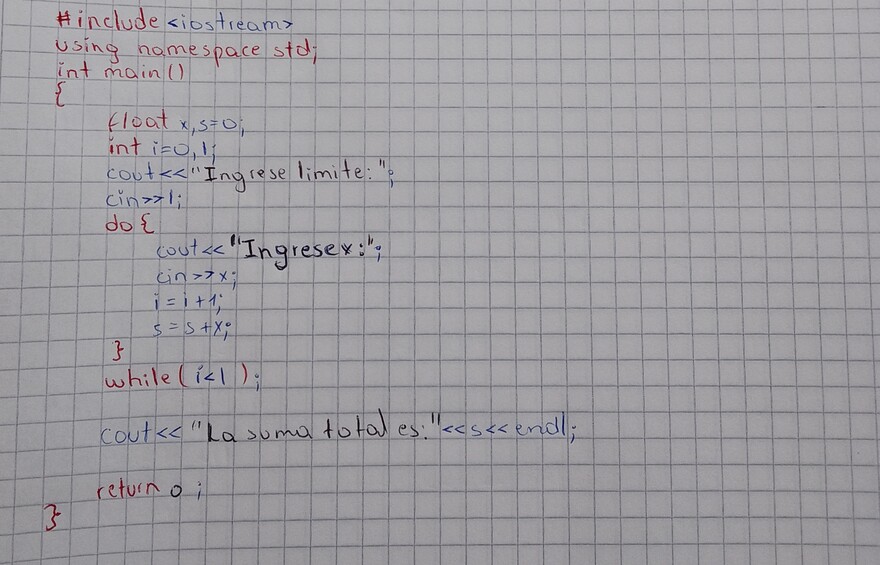 #include <iostream>
using namespace std;
int main()
{
float x,s=0;
int i=0,l;
cout<<"Ingrese limite:";
cin>>l;
do{
cout<<"Ingrese x:";
cin>>x;
i=i+1;
s=s+x;
}
while(i<l);
cout<<"La suma total es:"<<s<<endl;
return 0;
}